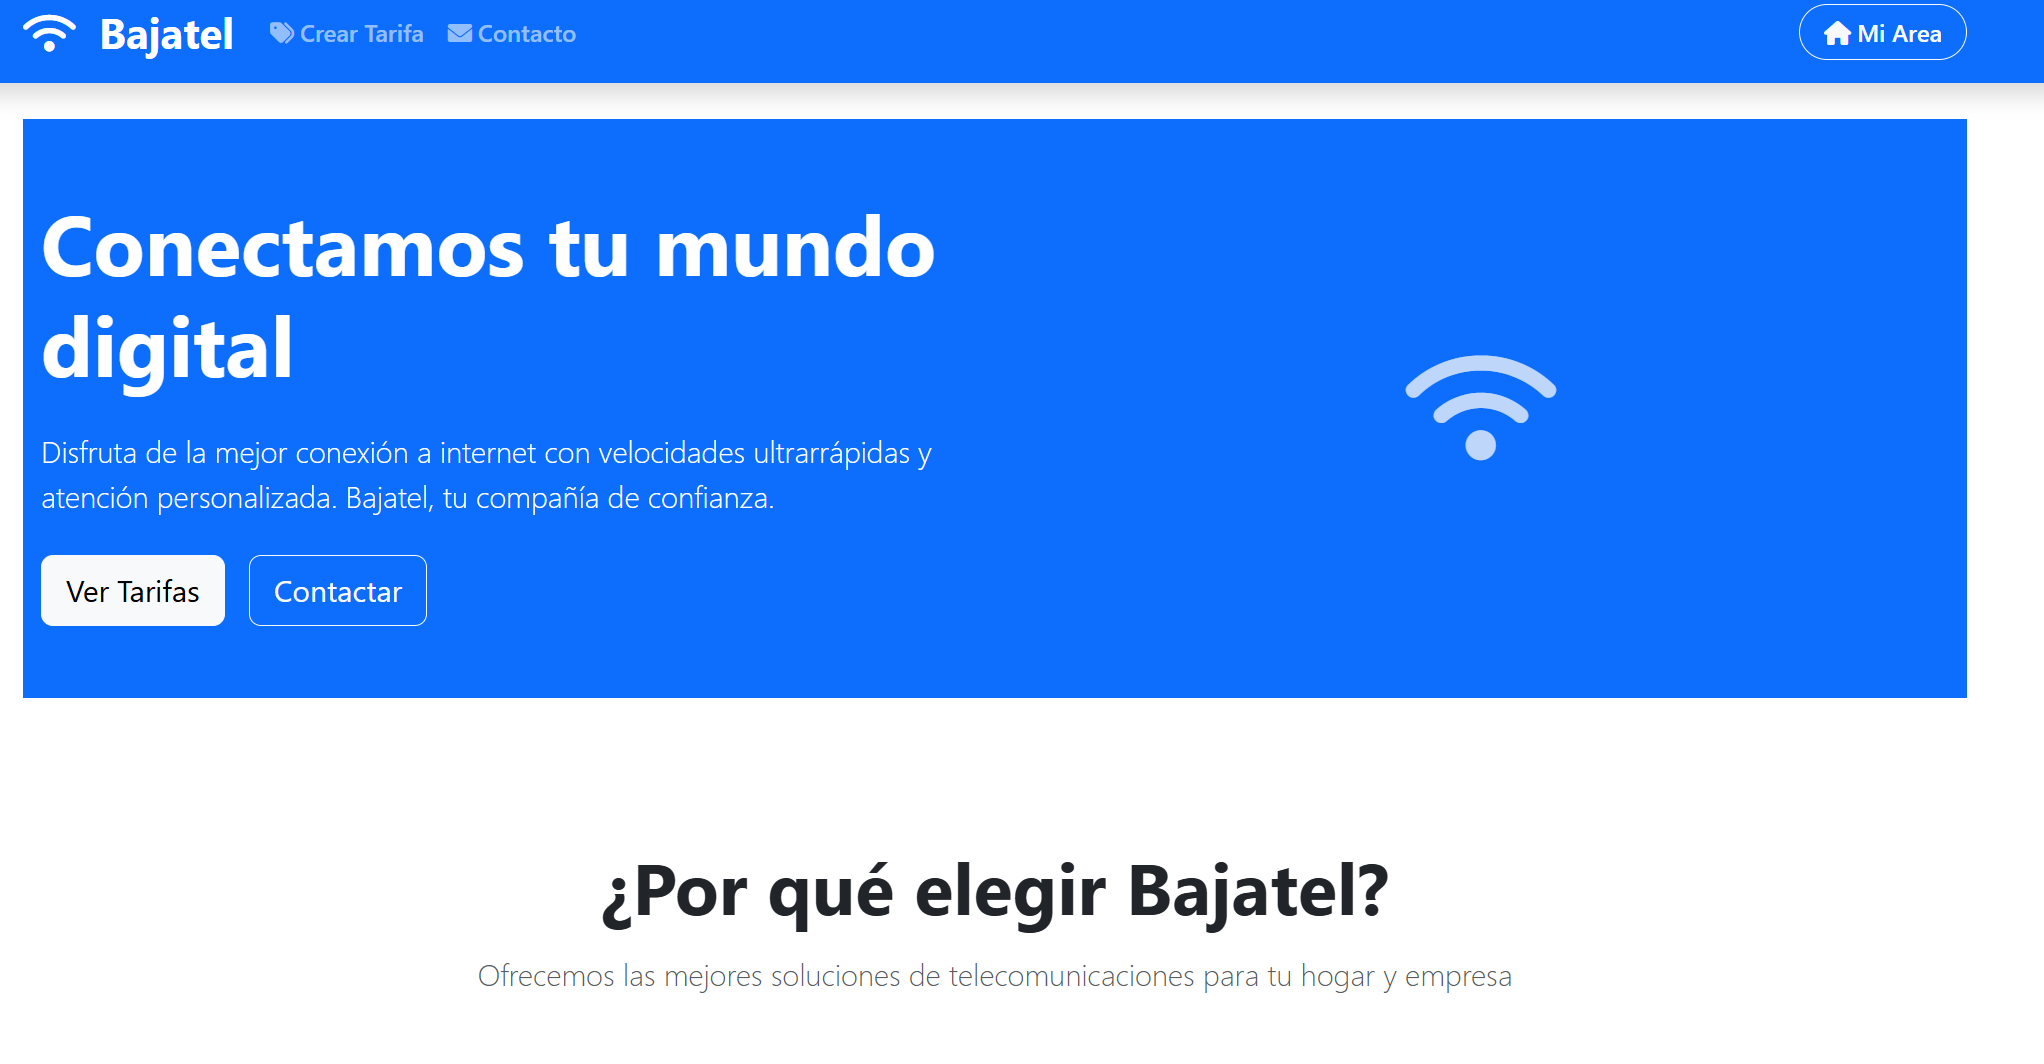 Bajatel
Crear Tarifa
Contacto
Mi Area
Conectamos tu mundo
digital
Disfruta de la mejor conexión a internet con velocidades ultrarrápidas y
atención personalizada. Bajatel, tu compañía de confianza.
Ver Tarifas
Contactar
¿Por qué elegir Bajatel?
Ofrecemos las mejores soluciones de telecomunicaciones para tu hogar y empresa